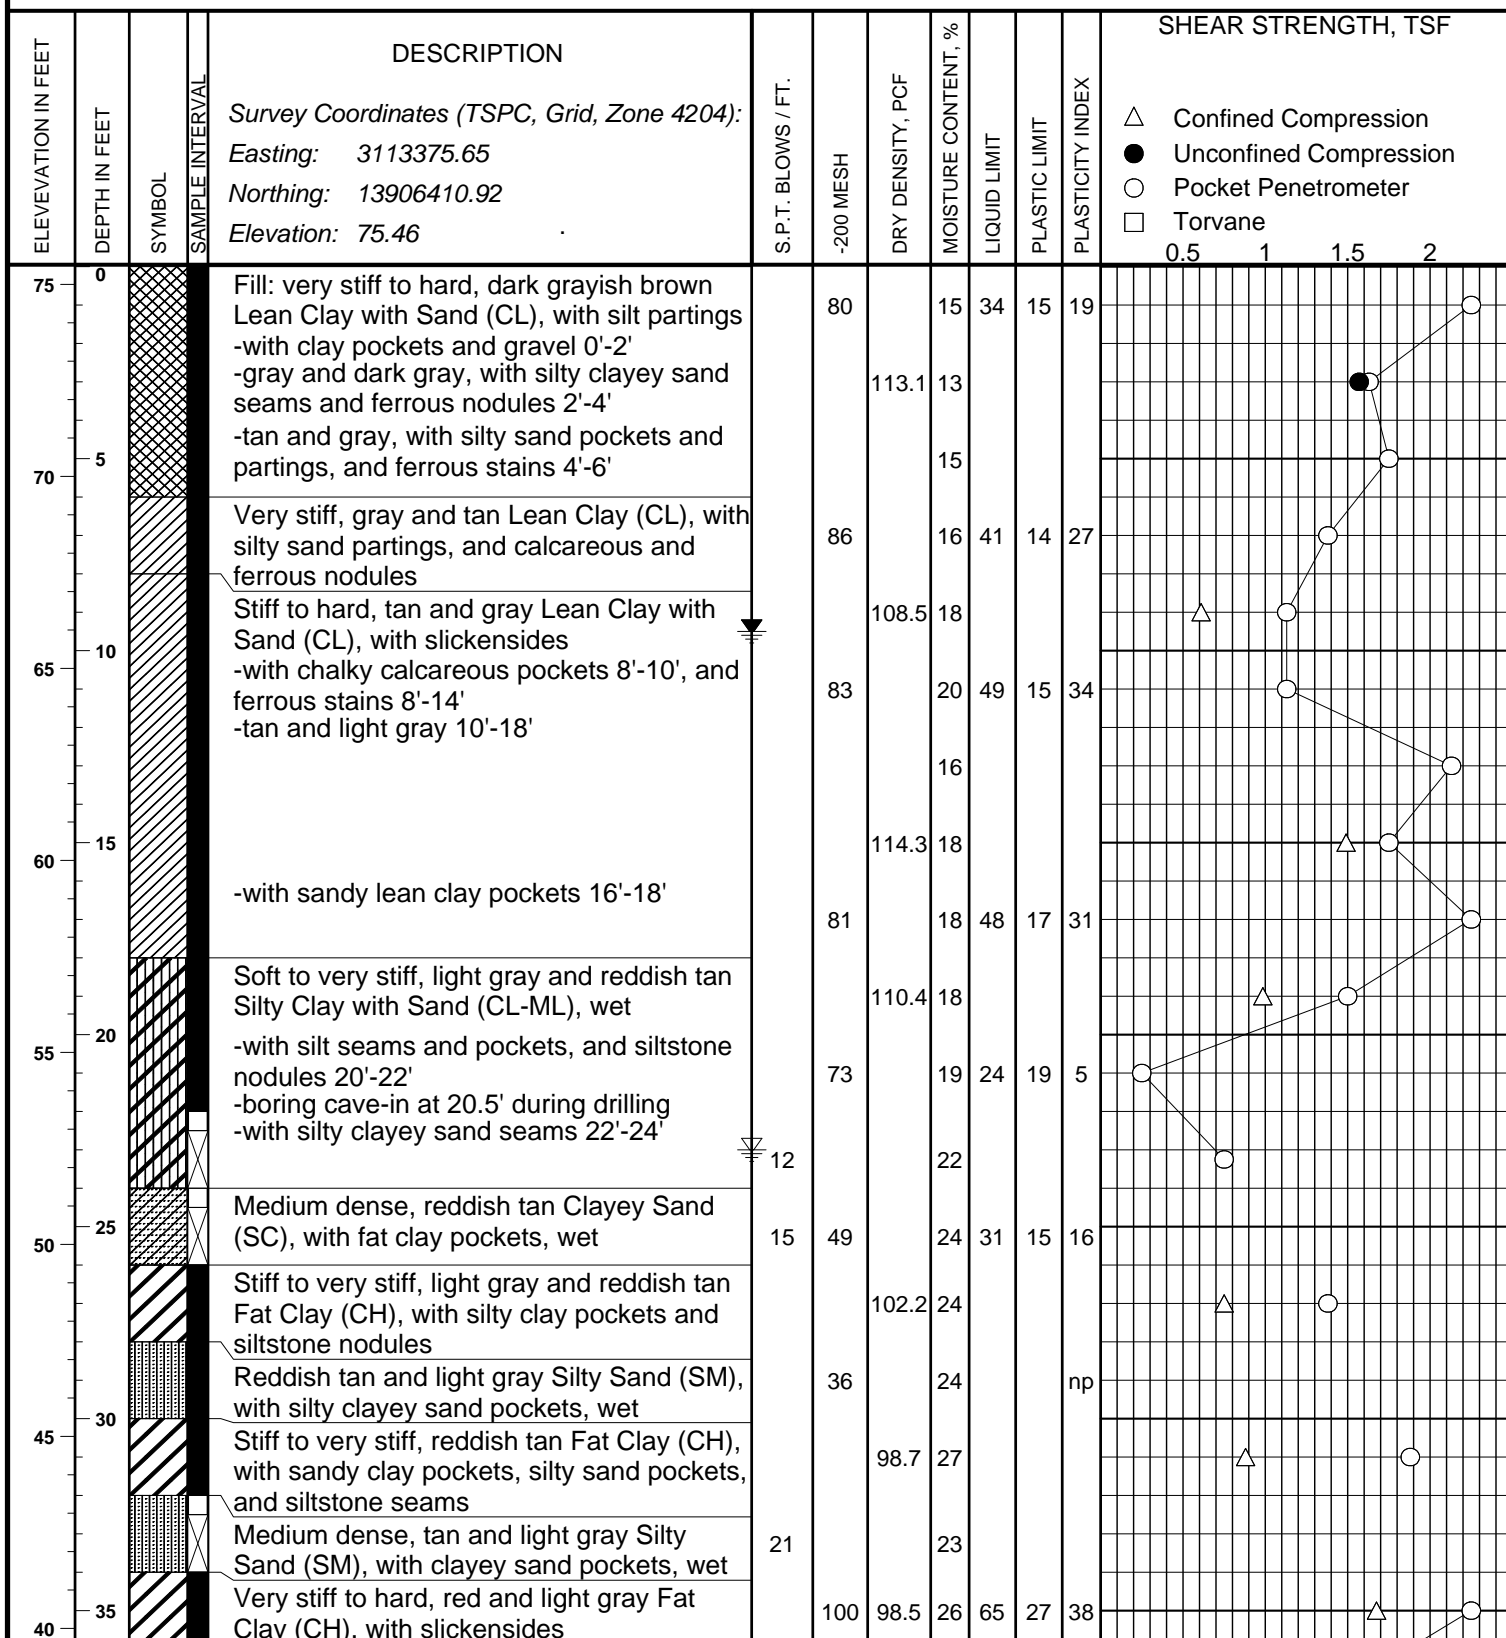 ELEVEVATION IN FEET
DEPTH IN FEET
SYMBOL
SAMPLE INTERVAL
DESCRIPTION
Survey Coordinates (TSPC, Grid, Zone 4204):
Easting: 3113375.65
Northing: 13906410.92
Elevation: 75.46
S.P.T. BLOWS / FT.
-200 MESH
DRY DENSITY, PCF
MOISTURE CONTENT, %
LIQUID LIMIT
PLASTIC LIMIT
PLASTICITY INDEX
SHEAR STRENGTH, TSF
Confined Compression
Unconfined Compression
Pocket Penetrometer
Torvane
0.5 1 1.5 2
0
75
Fill: very stiff to hard, dark grayish brown
Lean Clay with Sand (CL), with silt partings
80 15 34 15 19
-with clay pockets and gravel 0'-2'
-gray and dark gray, with silty clayey sand
113.1 13
seams and ferrous nodules 2'-4'
-tan and gray, with silty sand pockets and
5
partings, and ferrous stains 4'-6'
15
70
Very stiff, gray and tan Lean Clay (CL), with
silty sand partings, and calcareous and
86 16 41 14 27
ferrous nodules
Stiff to hard, tan and gray Lean Clay with
108.5 18
Sand (CL), with slickensides
10
65
-with chalky calcareous pockets 8'-10', and
ferrous stains 8'-14'
83 20 49 15 34
-tan and light gray 10'-18'
16
15
114.3 18
60
-with sandy lean clay pockets 16'-18'
81 18 48 17 31
Soft to very stiff, light gray and reddish tan
Silty Clay with Sand (CL-ML), wet
110.4 18
20
-with silt seams and pockets, and siltstone
55
nodules 20'-22'
73 19 24 19 5
-boring cave-in at 20.5' during drilling
-with silty clayey sand seams 22'-24'
12 22
Medium dense, reddish tan Clayey Sand
25
(SC), with fat clay pockets, wet
15 49 24 31 15 16
50
Stiff to very stiff, light gray and reddish tan
Fat Clay (CH), with silty clay pockets and
102.2 24
siltstone nodules
Reddish tan and light gray Silty Sand (SM),
36 24 np
with silty clayey sand pockets, wet
30
45
Stiff to very stiff, reddish tan Fat Clay (CH),
with sandy clay pockets, silty sand pockets,
98.7 27
and siltstone seams
Medium dense, tan and light gray Silty
21 23
Sand (SM), with clayey sand pockets, wet
Very stiff to hard, red and light gray Fat
35
100 98.5 26 65 27 38
40
Clay (CH), with slickensides